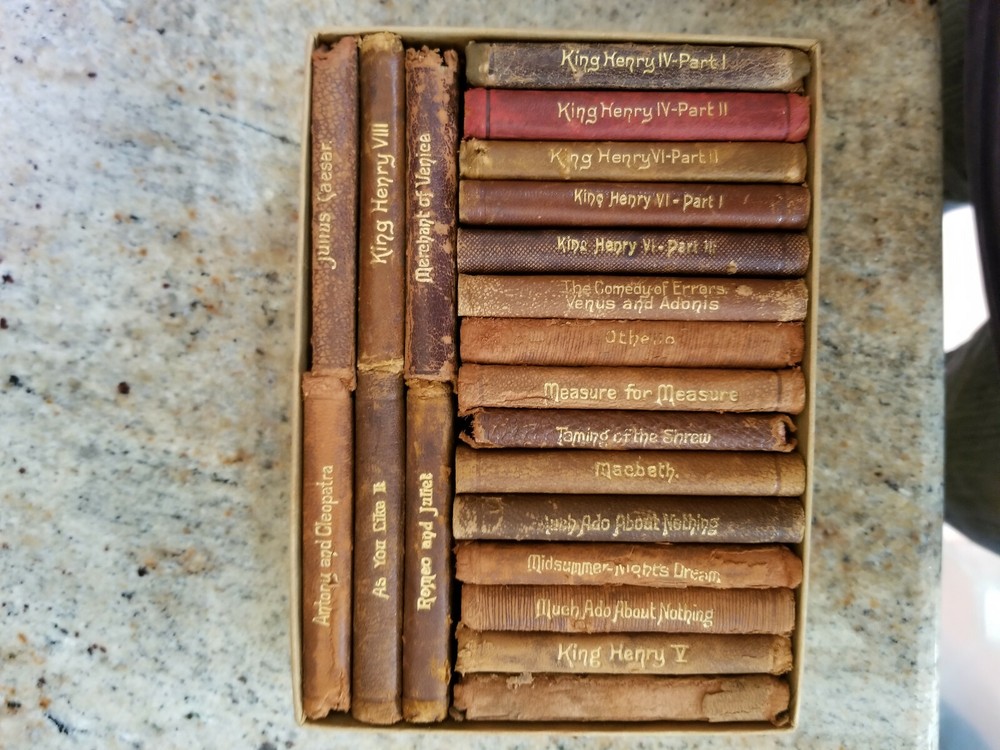 Julius Caesar.
King Henry VIII
Merchant of Venice
Antony and Cleopatra
As You Like It
Romeo and Juliet
King Henry IV-Part I
King Henry IV-Part II
King Henry VI-Part II
King Henry VI - Part I
King Henry VI-Part III
The Comedy of Errors.
Venus and Adonis
Othello
Measure for Measure
Taming of the Shrew
Macbeth.
Much Ado About Nothing
Midsummer-Nights Dream
Much Ado About Nothing
King Henry V